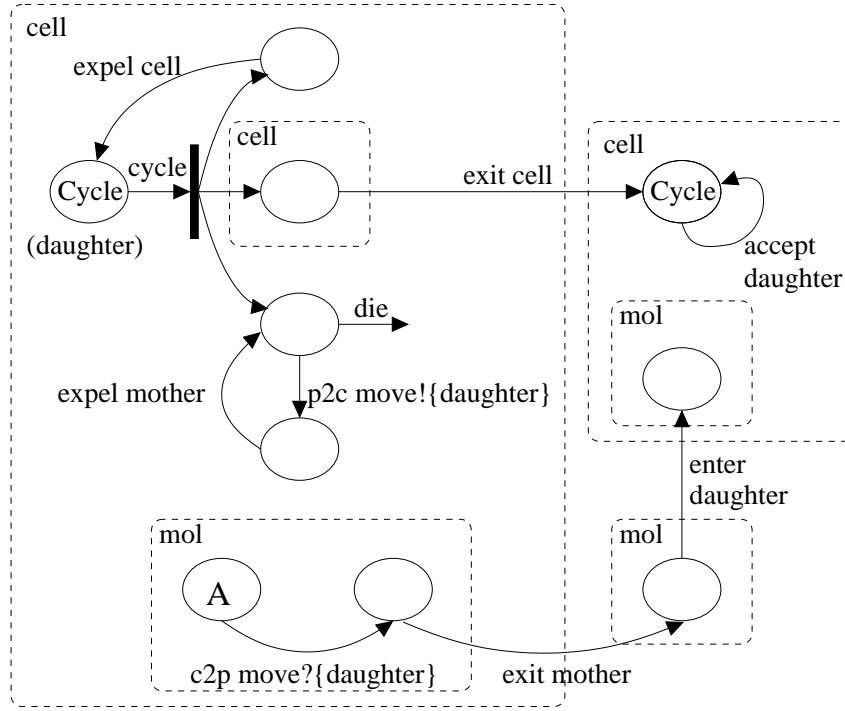 cell
expel cell
cell
cell
cycle
Cycle
exit cell
Cycle
(daughter)
accept
daughter
die
mol
expel mother
p2c move!{daughter}
enter
daughter
mol
mol
A
c2p move?{daughter}
exit mother